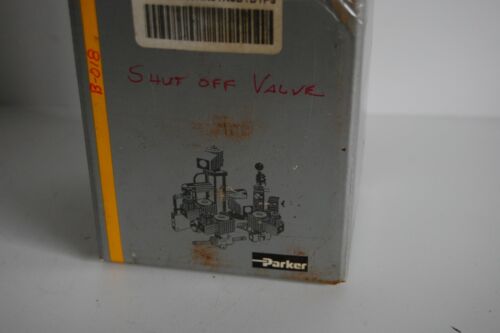 SHUT OFF VALVE
B-018
Parker